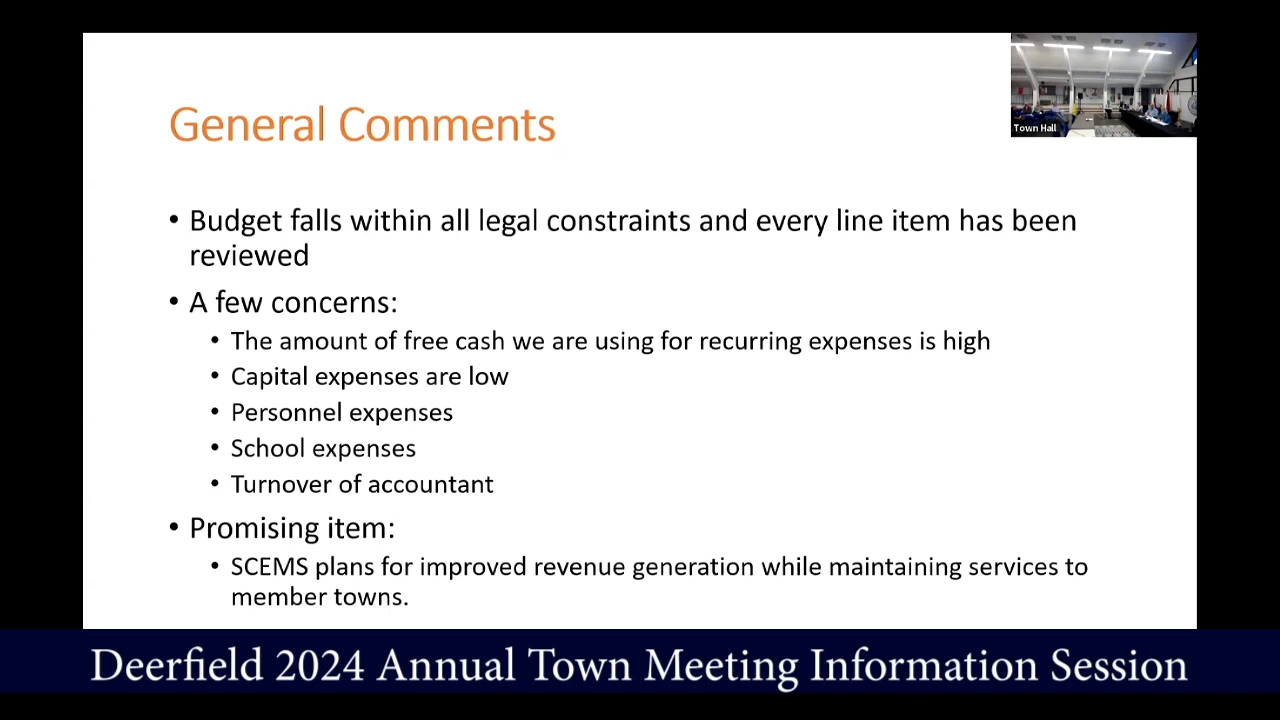 General Comments
Town Hall
• Budget falls within all legal constraints and every line item has been
reviewed
• A few concerns:
• The amount of free cash we are using for recurring expenses is high
• Capital expenses are low
• Personnel expenses
• School expenses
• Turnover of accountant
• Promising item:
• SCEMS plans for improved revenue generation while maintaining services to
member towns.
Deerfield 2024 Annual Town Meeting Information Session